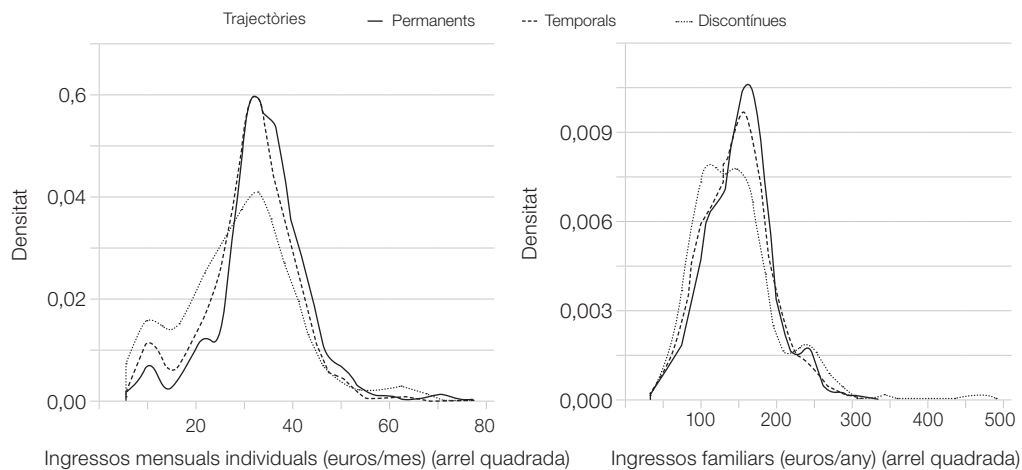 Trajectòries Permanents Temporals Discontínues
Densitat
0,6
0,04
0,02
0,00
20 40 60 80
Ingressos mensuals individuals (euros/mes) (arrel quadrada)
Densitat
0,009
0,006
0,003
0,000
100 200 300 400 500
Ingressos familiars (euros/any) (arrel quadrada)